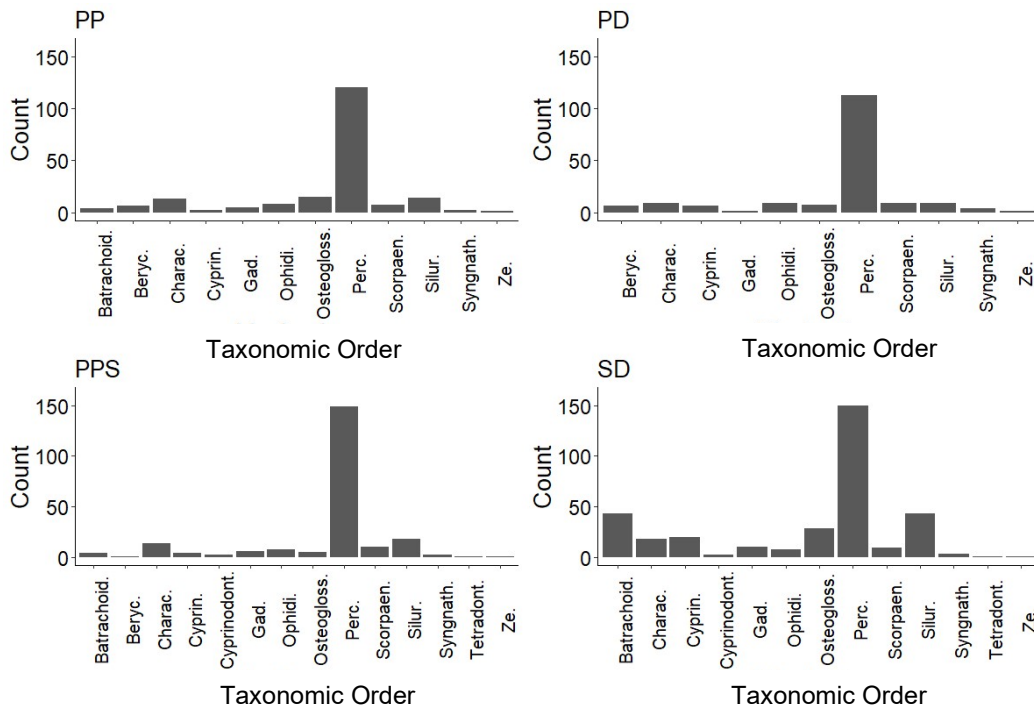 PP
150
100
50
0
Count
Batrachoid.
Beryc.
Charac.
Cyprin.
Gad.
Ophidi.
Osteogloss.
Perc.
Scorpaen.
Silur.
Syngnath.
Ze.
Taxonomic Order
PD
150
100
50
0
Count
Beryc.
Charac.
Cyprin.
Gad.
Ophidi.
Osteogloss.
Perc.
Scorpaen.
Silur.
Syngnath.
Ze.
Taxonomic Order
PPS
150
100
50
0
Count
Batrachoid.
Beryc.
Charac.
Cyprin.
Cyprinodont.
Gad.
Ophidi.
Osteogloss.
Perc.
Scorpaen.
Silur.
Syngnath.
Tetradont.
Ze.
Taxonomic Order
SD
150
100
50
0
Count
Batrachoid.
Charac.
Cyprin.
Cyprinodont.
Gad.
Ophidi.
Osteogloss.
Perc.
Scorpaen.
Silur.
Syngnath.
Tetradont.
Ze.
Taxonomic Order